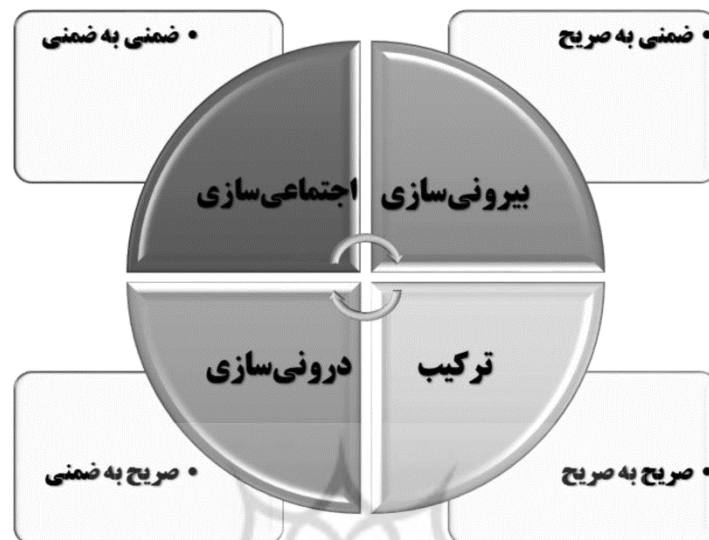 • ضمنی به صریح
• ضمنی به ضمنی
بیرونی‌سازی
اجتماعی‌سازی
ترکیب
درونی‌سازی
• صریح به صریح
• صریح به ضمنی